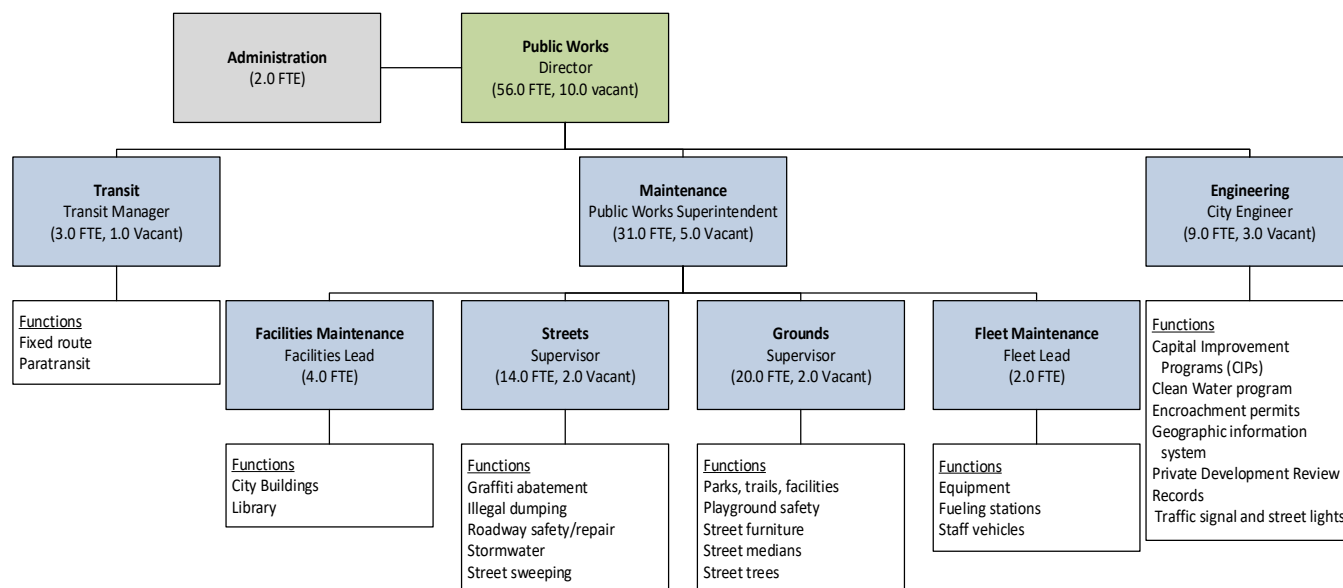 Administration
(2.0 FTE)
Public Works
Director
(56.0 FTE, 10.0 vacant)
Transit
Transit Manager
(3.0 FTE, 1.0 Vacant)
Maintenance
Public Works Superintendent
(31.0 FTE, 5.0 Vacant)
Engineering
City Engineer
(9.0 FTE, 3.0 Vacant)
Functions
Fixed route
Paratransit
Facilities Maintenance
Facilities Lead
(4.0 FTE)
Streets
Supervisor
(14.0 FTE, 2.0 Vacant)
Grounds
Supervisor
(20.0 FTE, 2.0 Vacant)
Fleet Maintenance
Fleet Lead
(2.0 FTE)
Functions
Capital Improvement
Programs (CIPs)
Clean Water program
Encroachment permits
Geographic information
system
Private Development Review
Records
Traffic signal and street lights
Functions
City Buildings
Library
Functions
Graffiti abatement
Illegal dumping
Roadway safety/repair
Stormwater
Street sweeping
Functions
Parks, trails, facilities
Playground safety
Street furniture
Street medians
Street trees
Functions
Equipment
Fueling stations
Staff vehicles